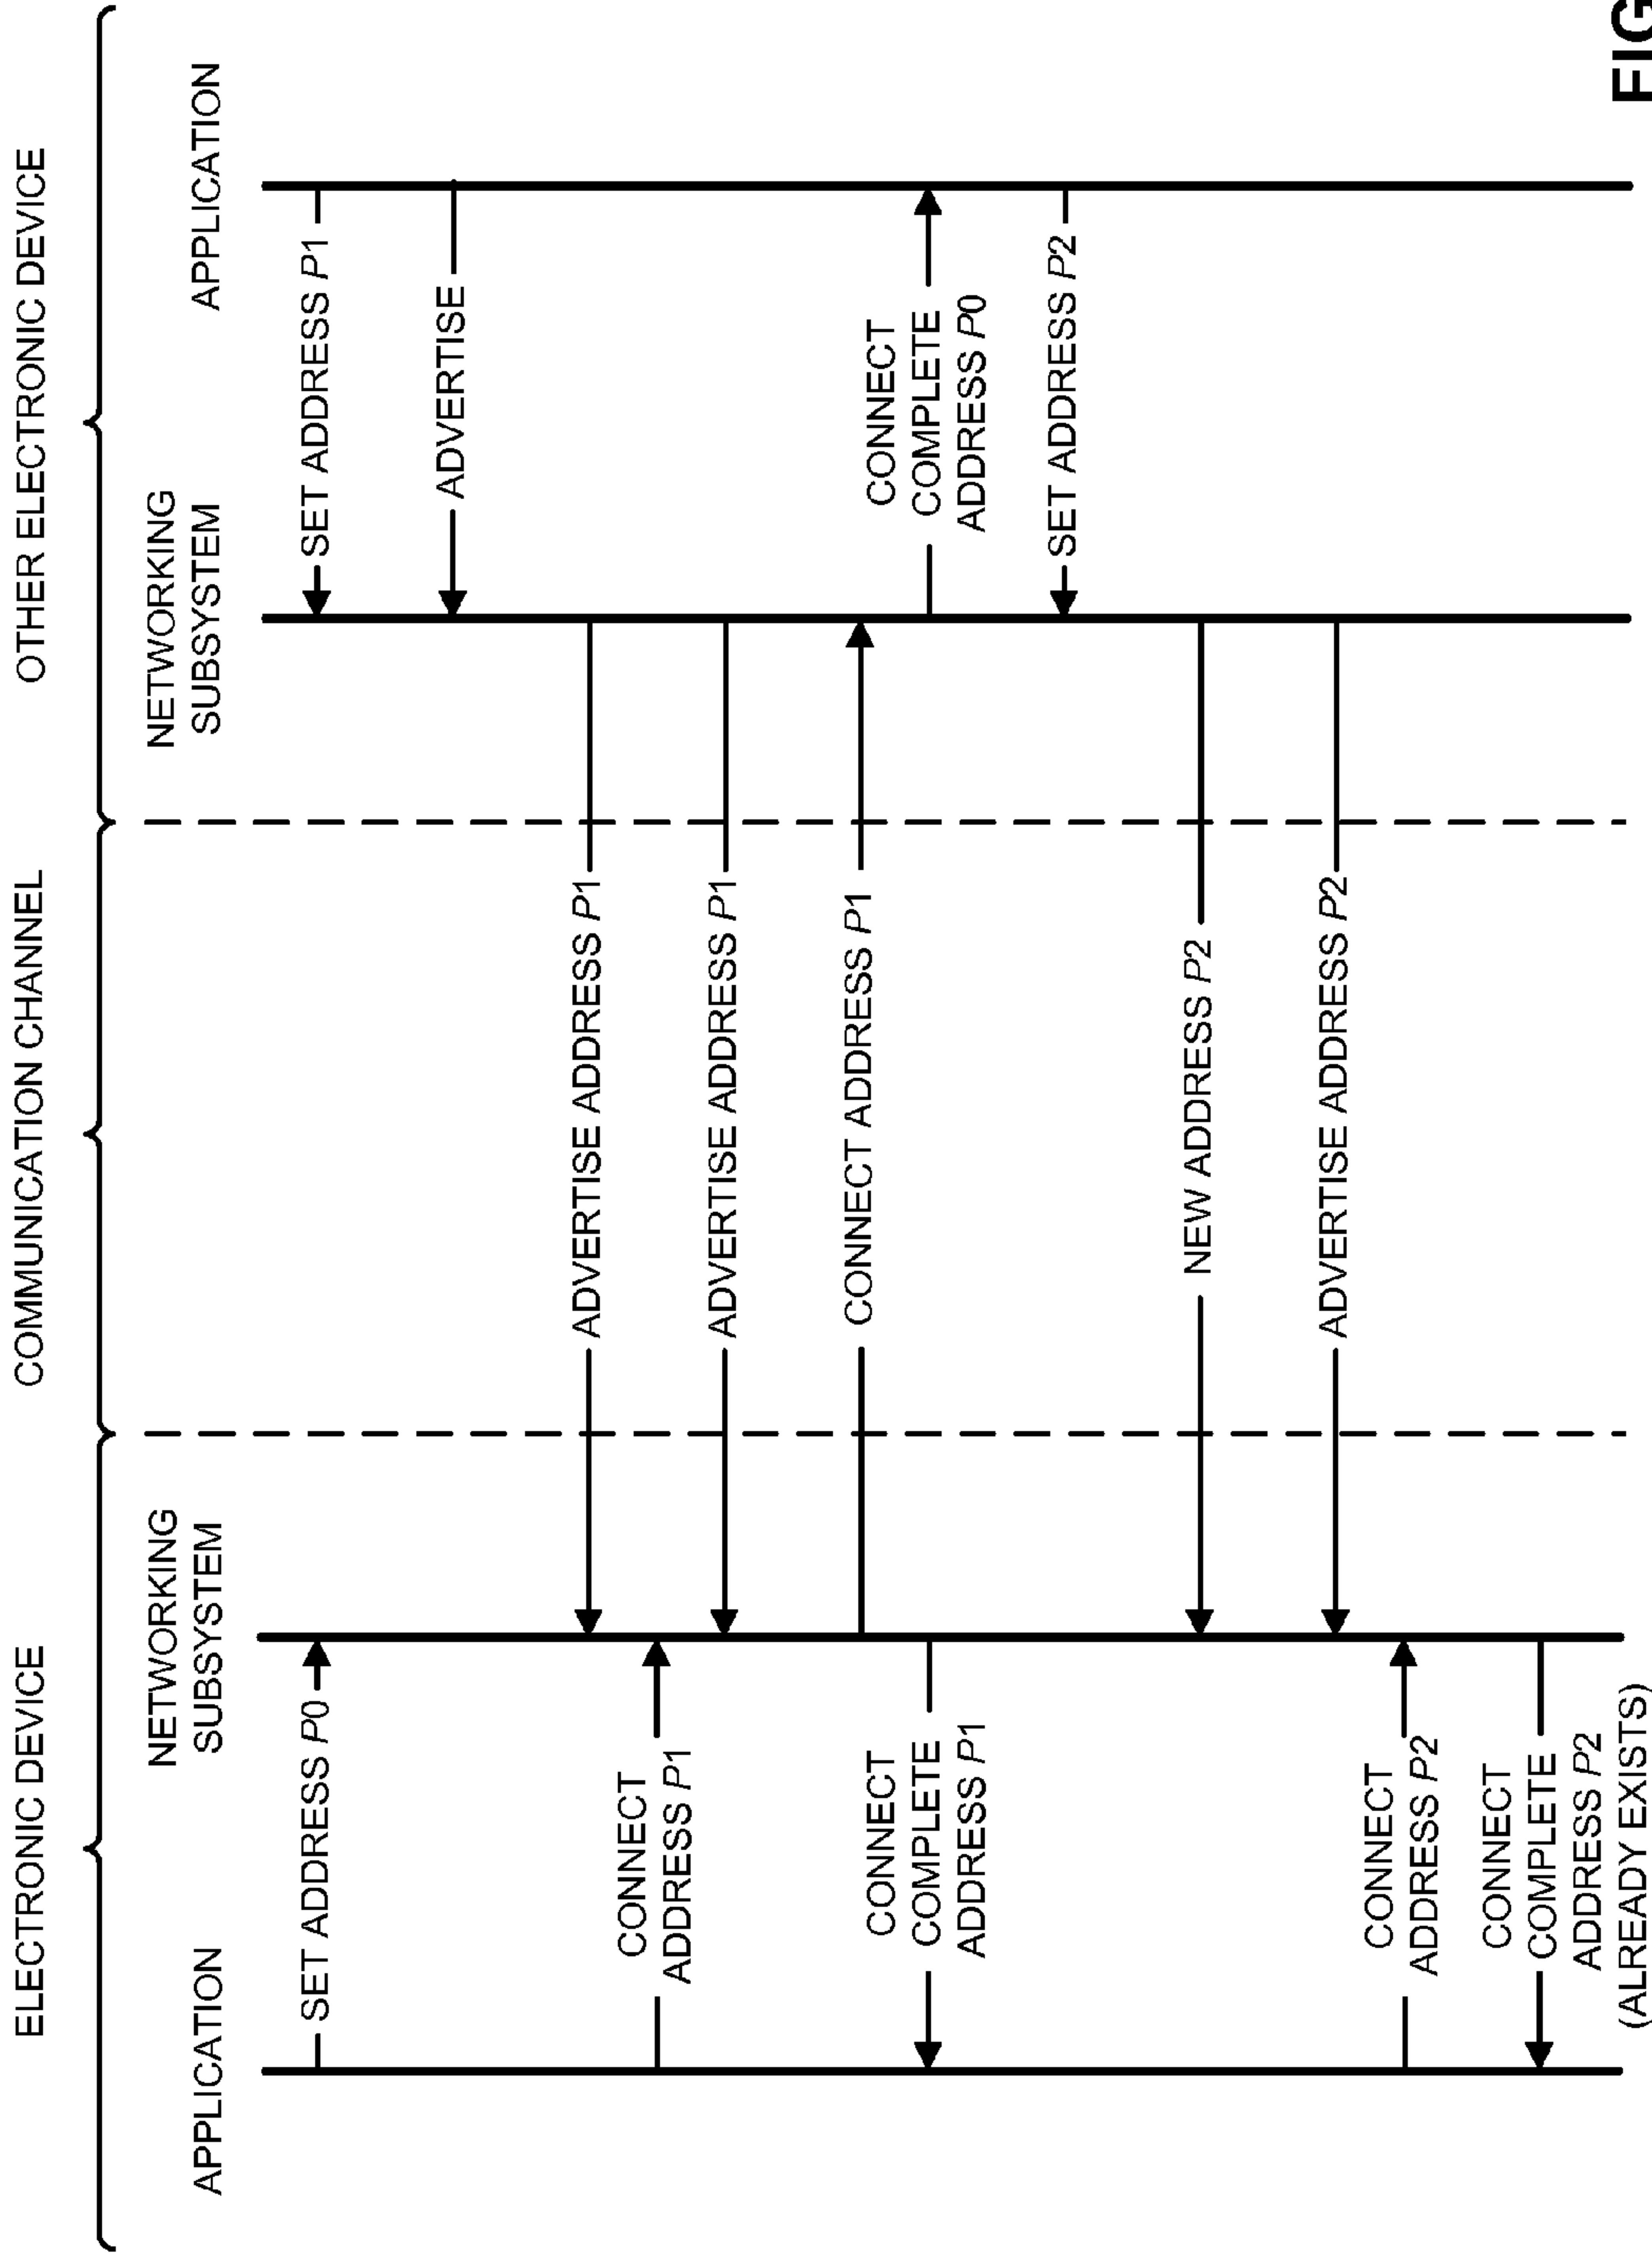 ELECTRONIC DEVICE
COMMUNICATION CHANNEL
OTHER ELECTRONIC DEVICE
APPLICATION
NETWORKING
SUBSYSTEM
NETWORKING
SUBSYSTEM
APPLICATION
SET ADDRESS P0
SET ADDRESS P1
ADVERTISE
ADVERTISE ADDRESS P1
CONNECT
ADDRESS P1
ADVERTISE ADDRESS P1
CONNECT ADDRESS P1
CONNECT
COMPLETE
ADDRESS P1
CONNECT
COMPLETE
ADDRESS P0
SET ADDRESS P2
NEW ADDRESS P2
ADVERTISE ADDRESS P2
CONNECT
ADDRESS P2
CONNECT
COMPLETE
ADDRESS P2
(ALREADY EXISTS)
FIG